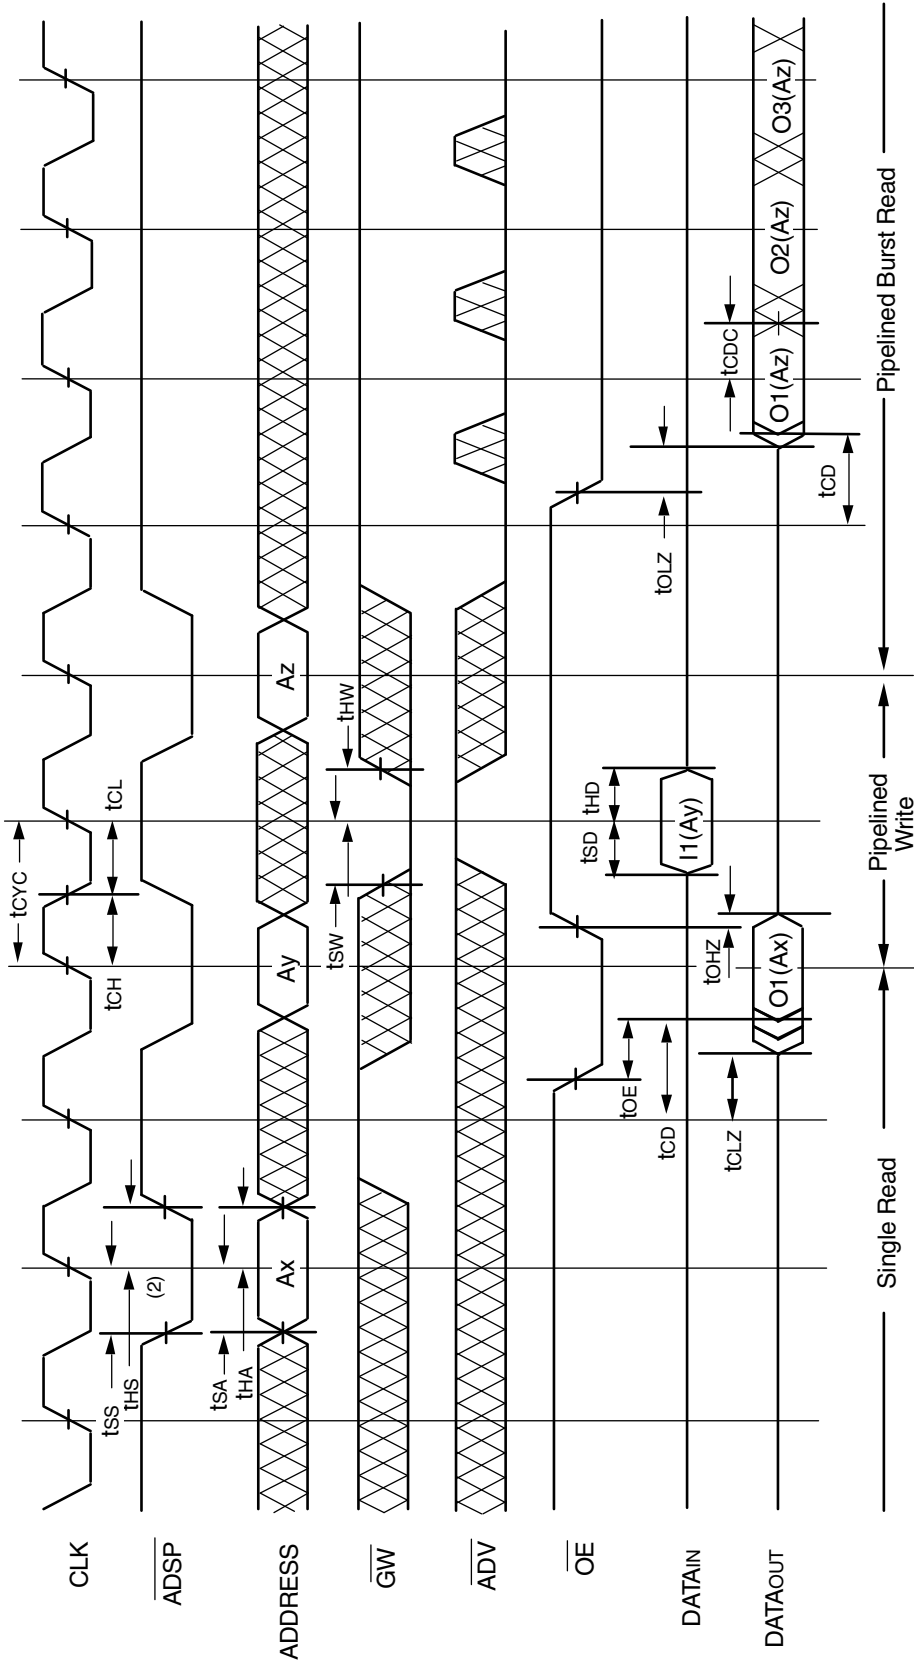 CLK
tCYC
tCH
tCL
ADSP
tSS
tHS
(2)
ADDRESS
tSA
tHA
Ax
Ay
Az
GW
tSW
tHW
ADV
OE
tOE
tOHZ
tOLZ
DATAIN
tSD
tHD
I1(Ay)
tCD
DATAOUT
tCLZ
O1(Ax)
O1(Az)
tCDC
O2(Az)
O3(Az)
tCD
Single Read
Pipelined
Write
Pipelined Burst Read